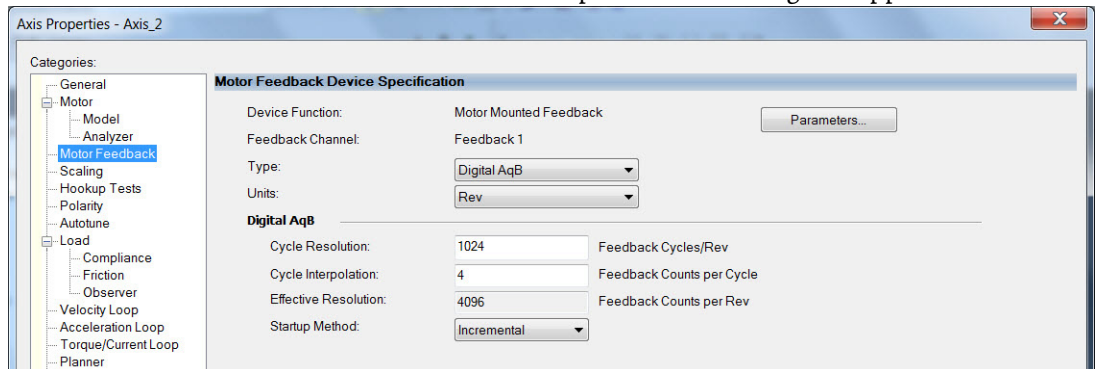 Axis Properties - Axis_2
X
Categories:
General
Motor
Model
Analyzer
Motor Feedback
Scaling
Hookup Tests
Polarity
Autotune
Load
Compliance
Friction
Observer
Velocity Loop
Acceleration Loop
Torque/Current Loop
Planner
Motor Feedback Device Specification
Device Function: Motor Mounted Feedback Parameters...
Feedback Channel: Feedback 1
Type: Digital AqB
Units: Rev
Digital AqB
Cycle Resolution: 1024 Feedback Cycles/Rev
Cycle Interpolation: 4 Feedback Counts per Cycle
Effective Resolution: 4096 Feedback Counts per Rev
Startup Method: Incremental